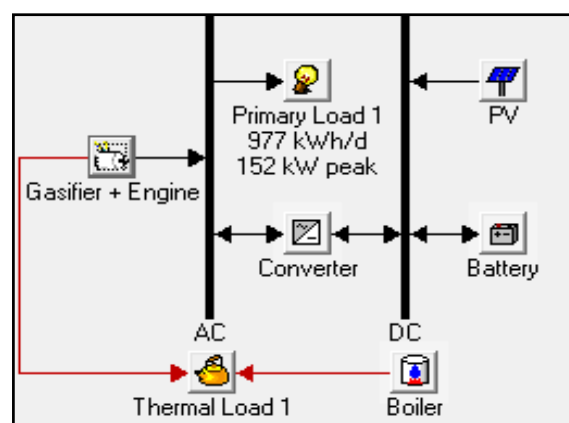 Primary Load 1
977 kWh/d
152 kW peak
PV
Gasifier + Engine
Converter
Battery
AC
DC
Thermal Load 1
Boiler